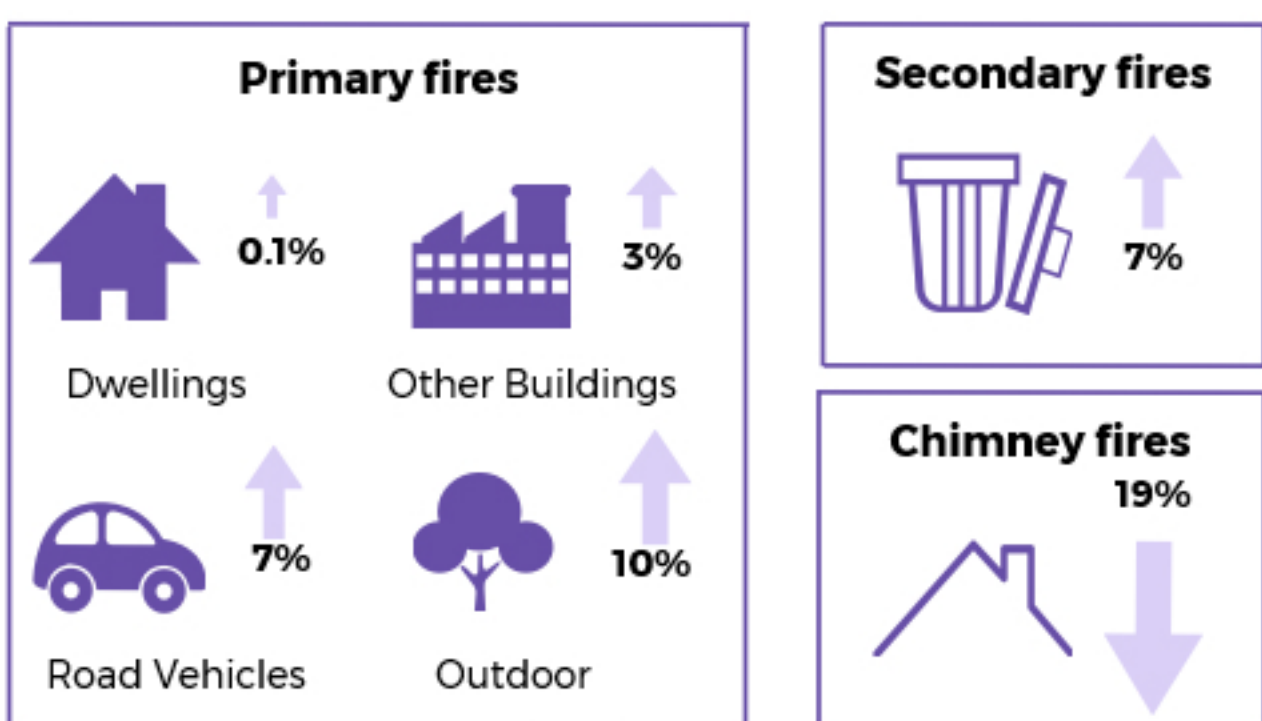 Primary fires
0.1%
3%
Dwellings
Other Buildings
7%
10%
Road Vehicles
Outdoor
Secondary fires
7%
Chimney fires
19%